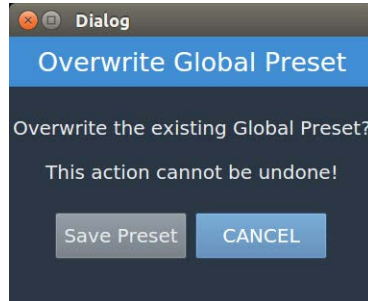 Dialog
Overwrite Global Preset
Overwrite the existing Global Preset?
This action cannot be undone!
Save Preset CANCEL